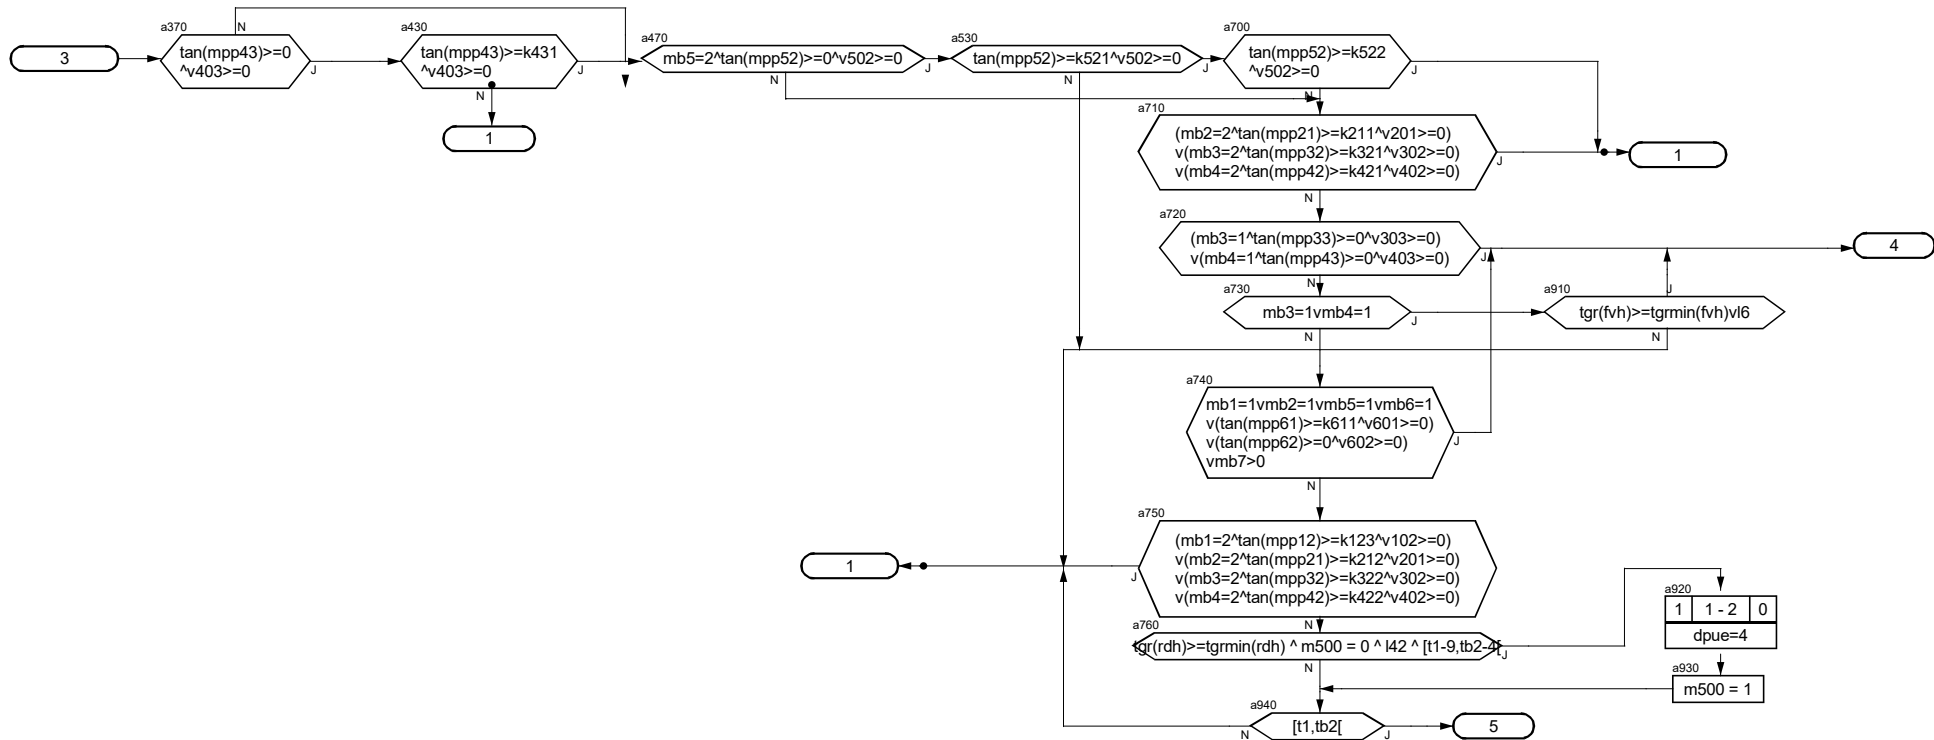 3
a370
tan(mpp43)>=0
^v403>=0
N
J
a430
tan(mpp43)>=k431
^v403>=0
N
J
1
a470
mb5=2^tan(mpp52)>=0^v502>=0
N
J
a530
tan(mpp52)>=k521^v502>=0
N
J
a700
tan(mpp52)>=k522
^v502>=0
N
J
a710
(mb2=2^tan(mpp21)>=k211^v201>=0)
v(mb3=2^tan(mpp32)>=k321^v302>=0)
v(mb4=2^tan(mpp42)>=k421^v402>=0)
N
J
1
a720
(mb3=1^tan(mpp33)>=0^v303>=0)
v(mb4=1^tan(mpp43)>=0^v403>=0)
N
J
4
a730
mb3=1vmb4=1
N
J
a910
tgr(fvh)>=tgrmin(fvh)vl6
J
N
a740
mb1=1vmb2=1vmb5=1vmb6=1
v(tan(mpp61)>=k611^v601>=0)
v(tan(mpp62)>=0^v602>=0)
vmb7>0
N
J
a750
(mb1=2^tan(mpp12)>=k123^v102>=0)
v(mb2=2^tan(mpp21)>=k212^v201>=0)
v(mb3=2^tan(mpp32)>=k322^v302>=0)
v(mb4=2^tan(mpp42)>=k422^v402>=0)
N
J
1
a760
tgr(rdh)>=tgrmin(rdh) ^ m500 = 0 ^ l42 ^ [t1-9,tb2-4[
N
J
a920
1 1 - 2 0
dpue=4
a930
m500 = 1
a940
[t1,tb2[
N
J
5